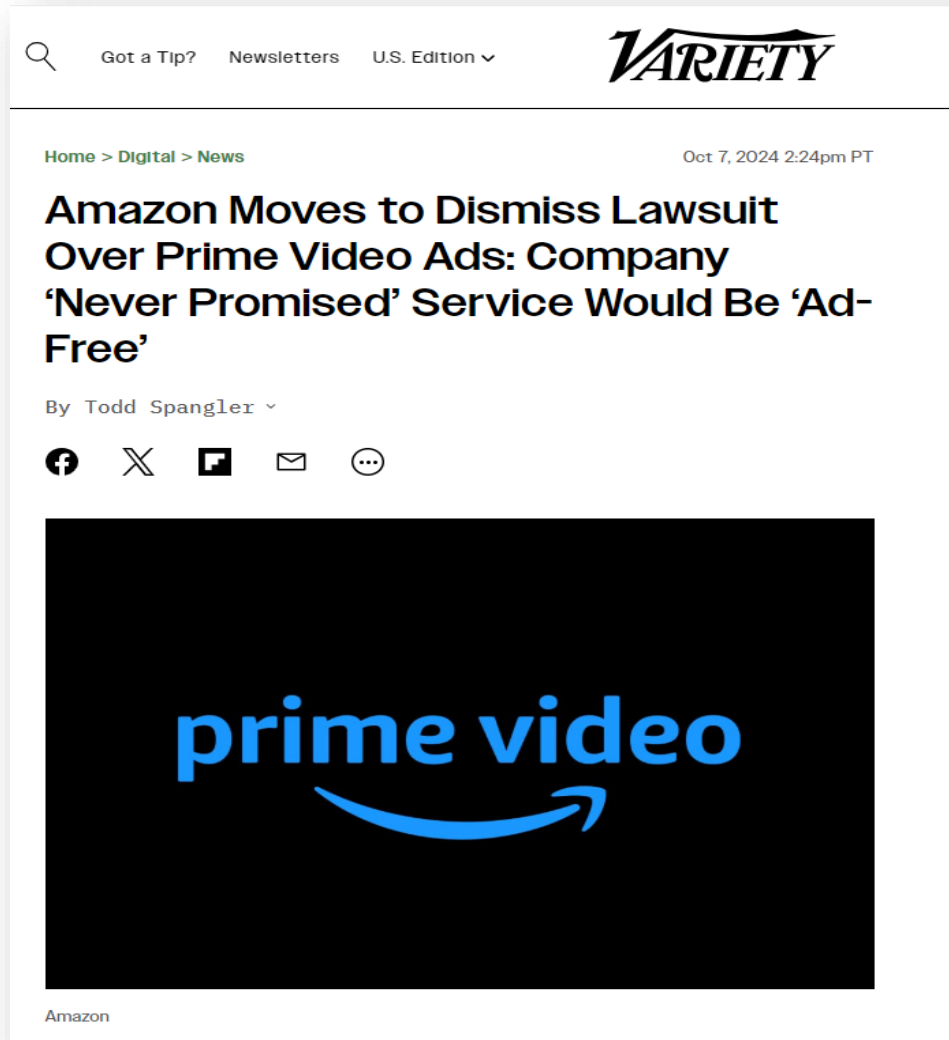 Got a Tip? Newsletters U.S. Edition VARIETY
Home > Digital > News Oct 7, 2024 2:24pm PT
Amazon Moves to Dismiss Lawsuit
Over Prime Video Ads: Company
‘Never Promised’ Service Would Be ‘Ad-
Free’
By Todd Spangler
prime video
Amazon